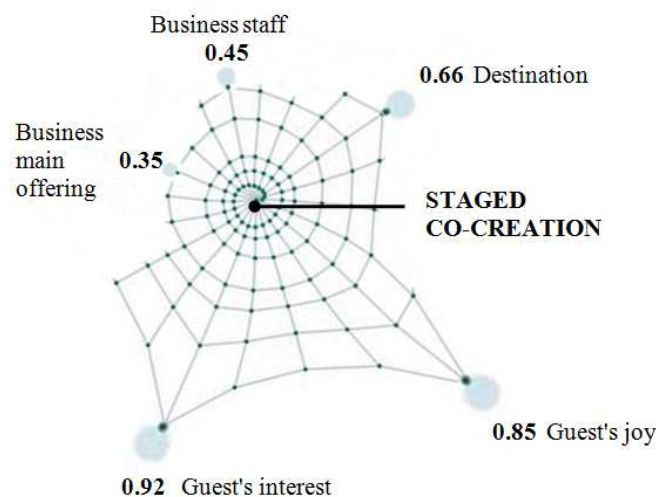 Business staff
0.45
0.66 Destination
Business
main
offering
0.35
STAGED
CO-CREATION
0.85 Guest's joy
0.92 Guest's interest